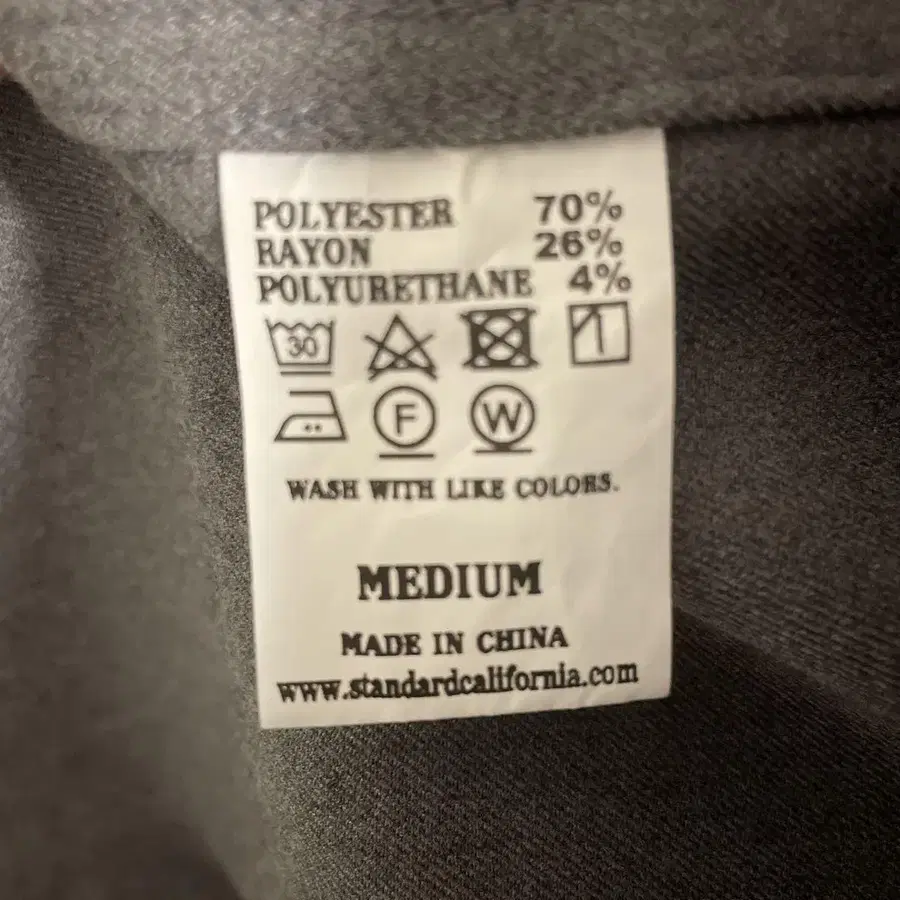 POLYESTER 70%
RAYON 26%
POLYURETHANE 4%
30
F W
WASH WITH LIKE COLORS.
MEDIUM
MADE IN CHINA
www.standardcalifornia.com